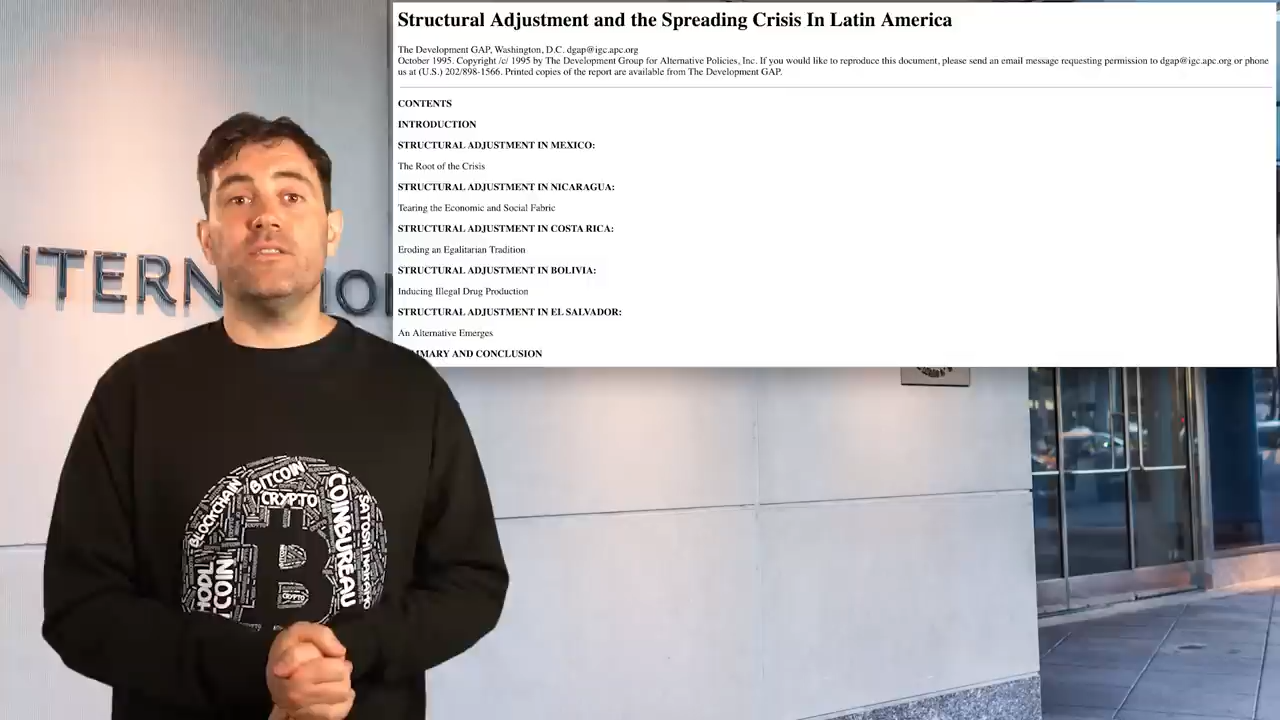 Structural Adjustment and the Spreading Crisis In Latin America
The Development GAP, Washington, D.C. dgap@igc.apc.org
October 1995. Copyright /c/ 1995 by The Development Group for Alternative Policies, Inc. If you would like to reproduce this document, please send an email message requesting permission to dgap@igc.apc.org or phone
us at (U.S.) 202/898-1566. Printed copies of the report are available from The Development GAP.
CONTENTS
INTRODUCTION
STRUCTURAL ADJUSTMENT IN MEXICO:
The Root of the Crisis
STRUCTURAL ADJUSTMENT IN NICARAGUA:
Tearing the Economic and Social Fabric
STRUCTURAL ADJUSTMENT IN COSTA RICA:
Eroding an Egalitarian Tradition
STRUCTURAL ADJUSTMENT IN BOLIVIA:
Inducing Illegal Drug Production
STRUCTURAL ADJUSTMENT IN EL SALVADOR:
An Alternative Emerges
MMARY AND CONCLUSION
NTERN
ION
BITCOIN
CRYPTO
BLOCKCHAIN
COINBUREAU
SATOSHI
HODL
COIN
CRYPTO